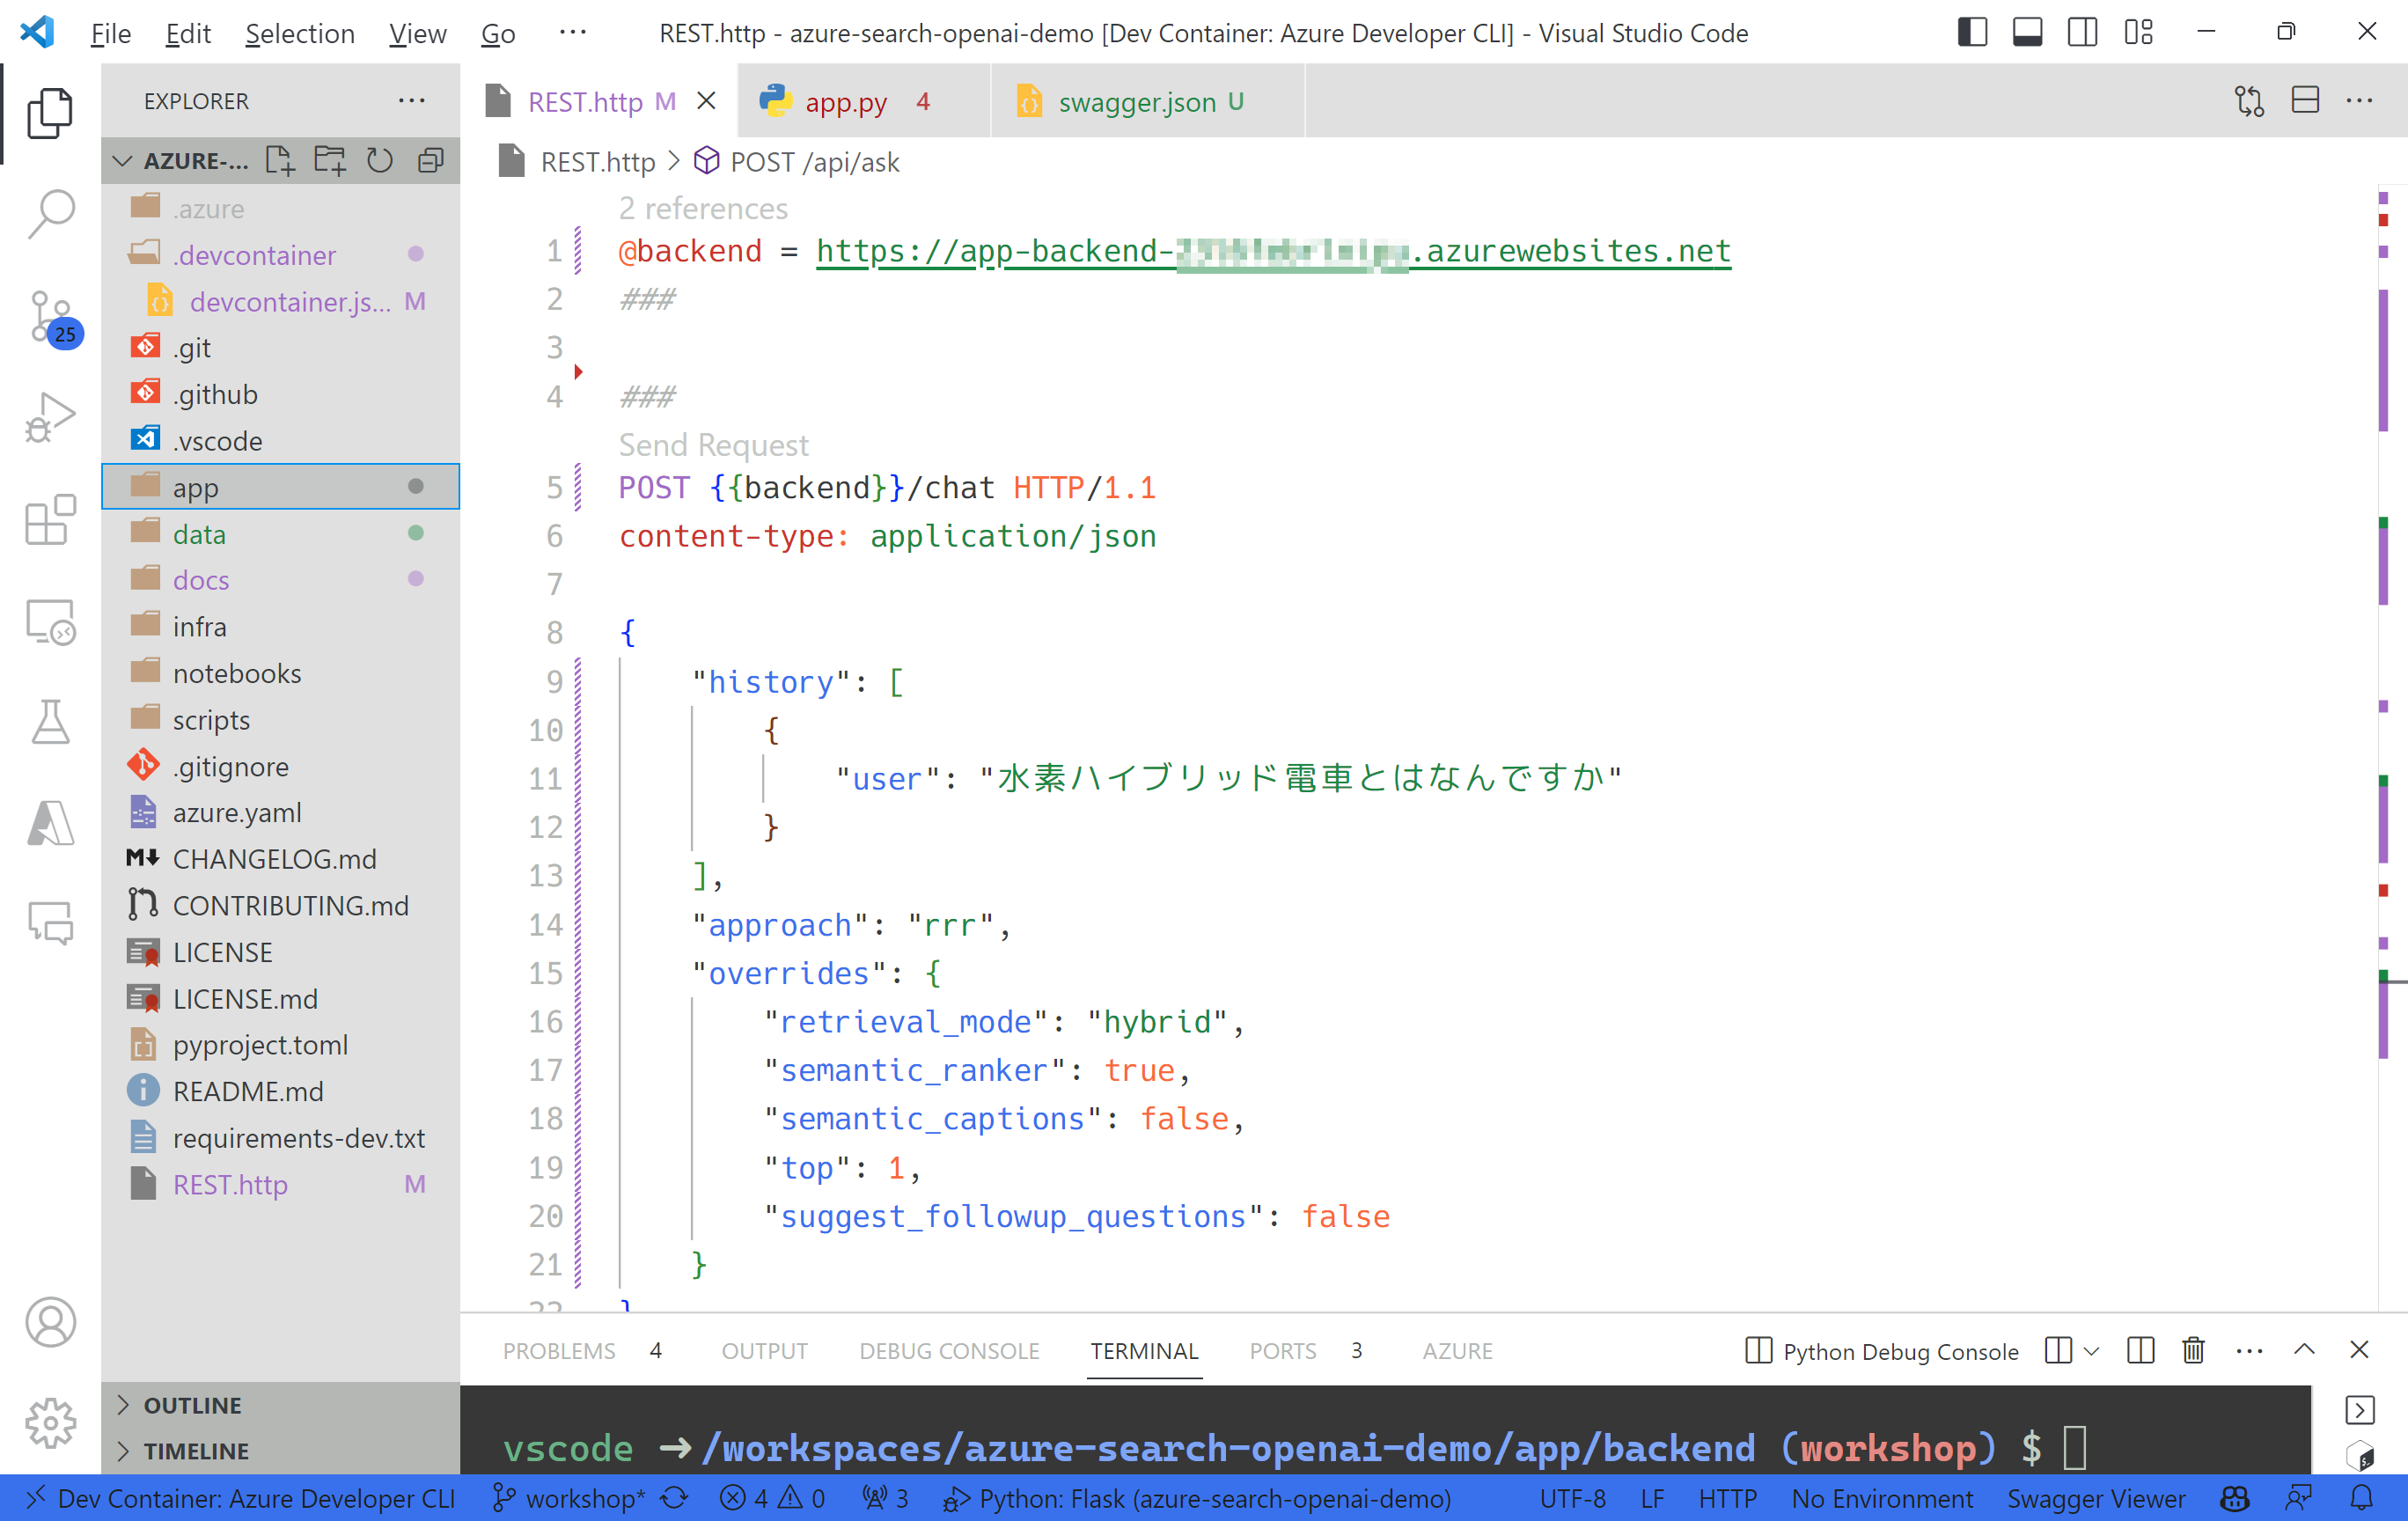 File Edit Selection View Go ··· REST.http - azure-search-openai-demo [Dev Container: Azure Developer CLI] - Visual Studio Code
EXPLORER ···
AZURE-...
.azure
.devcontainer
devcontainer.js... M
.git
.github
.vscode
app
data
docs
infra
notebooks
scripts
.gitignore
azure.yaml
CHANGELOG.md
CONTRIBUTING.md
LICENSE
LICENSE.md
pyproject.toml
README.md
requirements-dev.txt
REST.http M
OUTLINE
TIMELINE
25
REST.http M app.py 4 swagger.json U
REST.http > POST /api/ask
2 references
1 @backend = https://app-backend-.azurewebsites.net
2 ###
3
4 ###
Send Request
5 POST {{backend}}/chat HTTP/1.1
6 content-type: application/json
7
8 {
9 "history": [
10 {
11 "user": "水素ハイブリッド電車とはなんですか"
12 }
13 ],
14 "approach": "rrr",
15 "overrides": {
16 "retrieval_mode": "hybrid",
17 "semantic_ranker": true,
18 "semantic_captions": false,
19 "top": 1,
20 "suggest_followup_questions": false
21 }
22 }
PROBLEMS 4 OUTPUT DEBUG CONSOLE TERMINAL PORTS 3 AZURE Python Debug Console
vscode ➜ /workspaces/azure-search-openai-demo/app/backend (workshop) $
Dev Container: Azure Developer CLI workshop* 4 0 3 Python: Flask (azure-search-openai-demo) UTF-8 LF HTTP No Environment Swagger Viewer